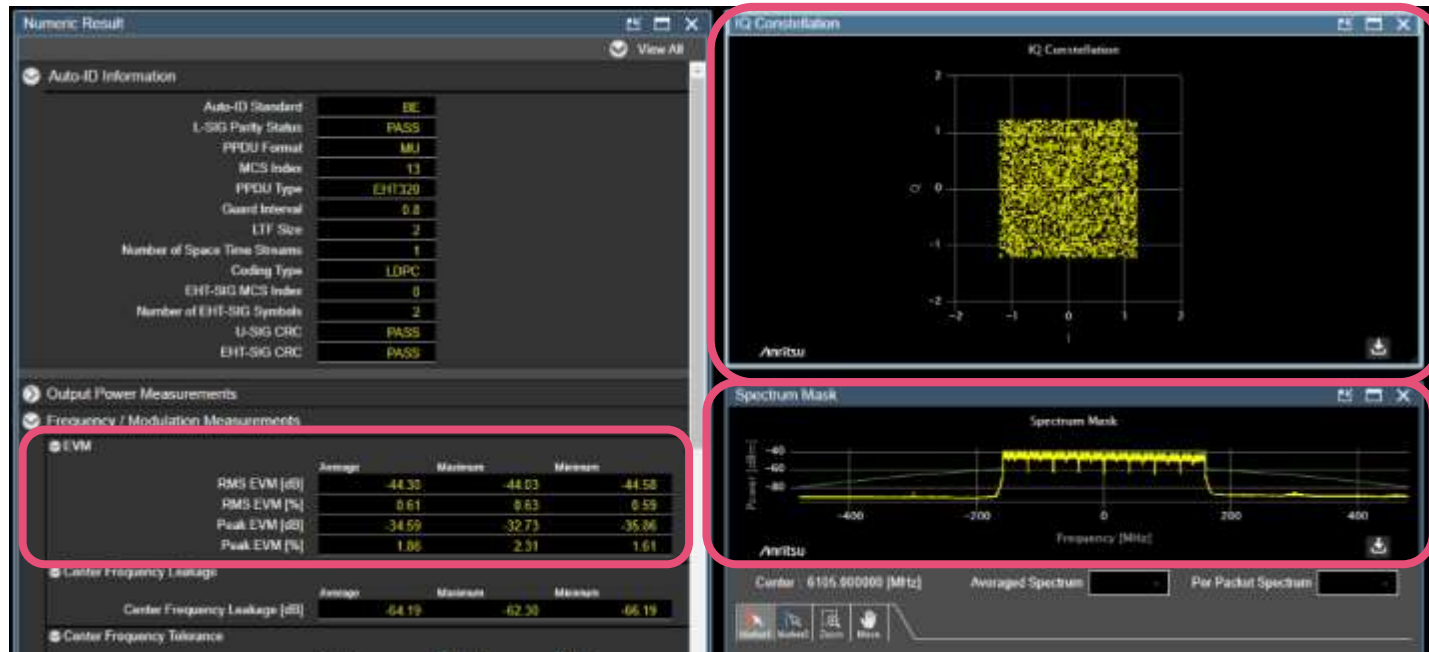 Numeric Result
View All
Auto-ID Information
Auto-ID Standard BE
L-SIG Parity Status PASS
PPDU Format MU
MCS Index 13
PPDU Type EHT320
Guard Interval 0.8
LTF Size 2
Number of Space Time Streams 1
Coding Type LDPC
EHT-SIG MCS Index 0
Number of EHT-SIG Symbols 2
U-SIG CRC PASS
EHT-SIG CRC PASS
Output Power Measurements
Frequency / Modulation Measurements
EVM
Average Maximum Minimum
RMS EVM [dB] -44.30 -44.03 -44.58
RMS EVM [%] 0.61 0.63 0.59
Peak EVM [dB] -34.59 -32.73 -35.86
Peak EVM [%] 1.86 2.31 1.61
Center Frequency Leakage
Average Maximum Minimum
Center Frequency Leakage [dB] -64.19 -62.30 -66.19
Center Frequency Tolerance
IQ Constellation
IQ Constellation
2
1
Q 0
-1
-2
-2 -1 0 1 2
I
Anritsu
Spectrum Mask
Spectrum Mask
Power [dBm]
-40
-60
-80
-400 -200 0 200 400
Frequency [MHz]
Anritsu
Center 6105.000000 [MHz] Averaged Spectrum - Per Packet Spectrum -
Marker1 Marker2 Zoom Move